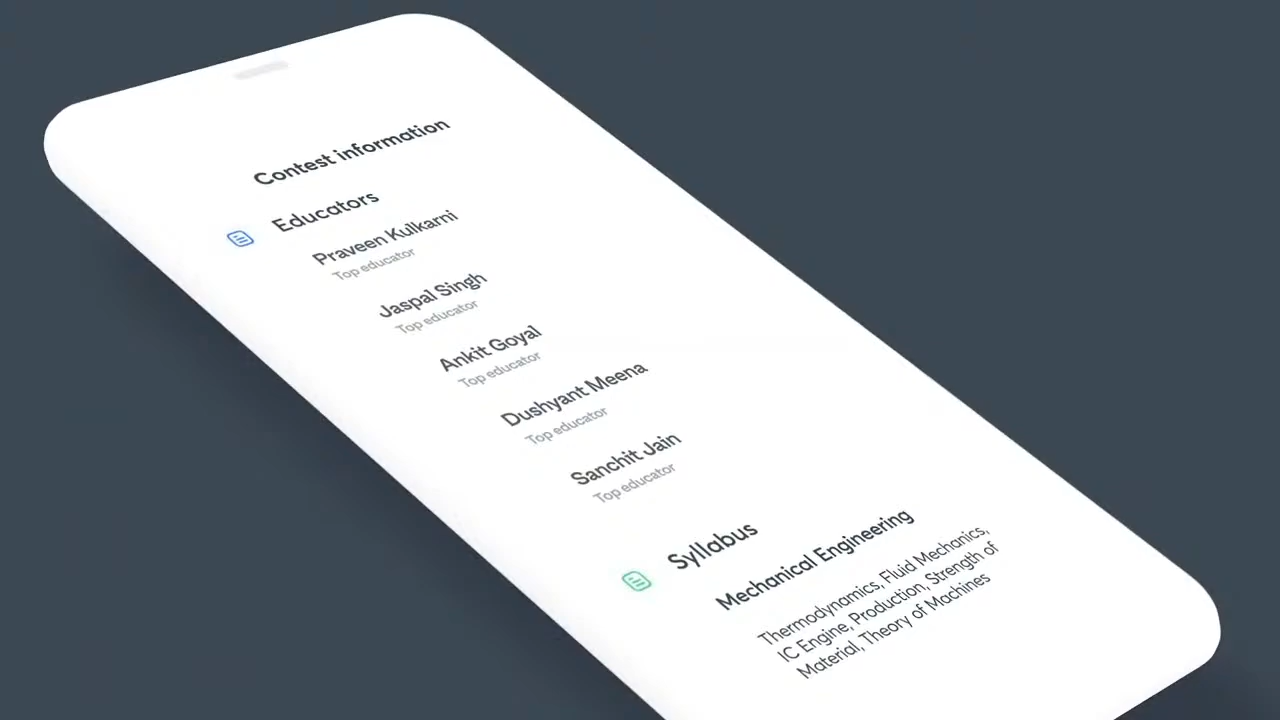 Contest information
Educators
Praveen Kulkarni
Top educator
Jaspal Singh
Top educator
Ankit Goyal
Top educator
Dushyant Meena
Top educator
Sanchit Jain
Top educator
Syllabus
Mechanical Engineering
Thermodynamics, Fluid Mechanics,
IC Engine, Production, Strength of
Material, Theory of Machines